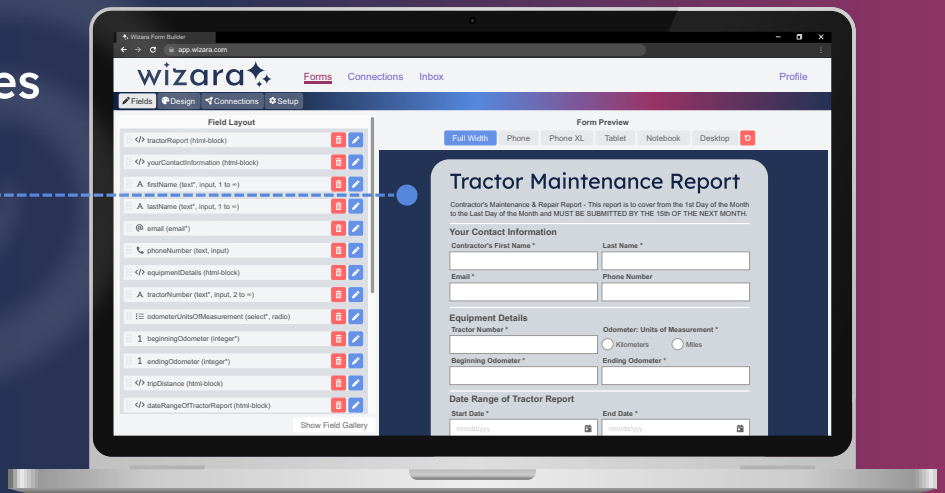 es
Wizara Form Builder
app.wizara.com
wizara
Forms Connections Inbox Profile
Fields Design Connections Setup
Field Layout
</> tractorReport (html-block)
</> yourContactInformation (html-block)
A firstName (text*, input, 1 to ∞)
A lastName (text*, input, 1 to ∞)
@ email (email*)
phoneNumber (text, input)
</> equipmentDetails (html-block)
A tractorNumber (text*, input, 2 to ∞)
odometerUnitsOfMeasurement (select*, radio)
1 beginningOdometer (integer*)
1 endingOdometer (integer*)
</> tripDistance (html-block)
</> dateRangeOfTractorReport (html-block)
Show Field Gallery
Form Preview
Full Width Phone Phone XL Tablet Notebook Desktop
Tractor Maintenance Report
Contractor's Maintenance & Repair Report - This report is to cover from the 1st Day of the Month
to the Last Day of the Month and MUST BE SUBMITTED BY THE 15th OF THE NEXT MONTH.
Your Contact Information
Contractor's First Name * Last Name *
Email * Phone Number
Equipment Details
Tractor Number * Odometer: Units of Measurement *
Kilometers Miles
Beginning Odometer * Ending Odometer *
Date Range of Tractor Report
Start Date * End Date *
mm/dd/yyy mm/dd/yyy